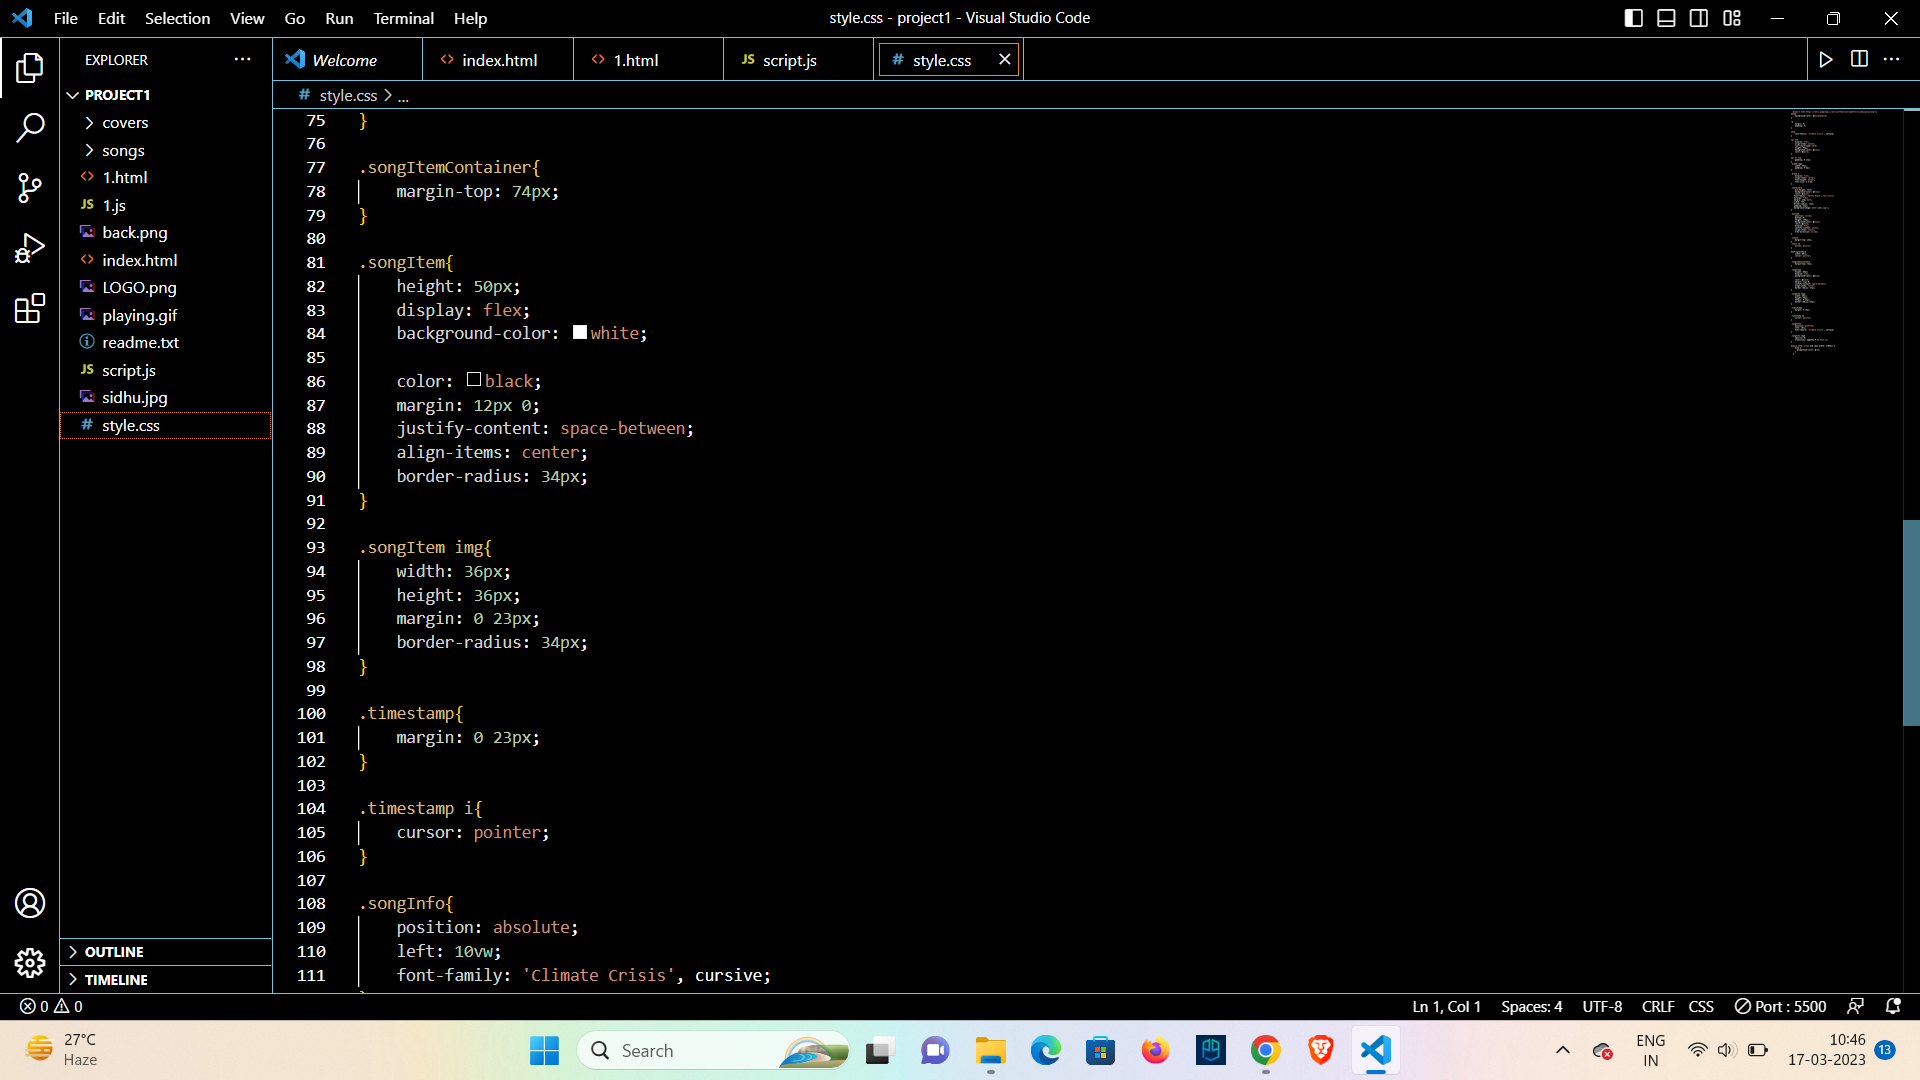 File Edit Selection View Go Run Terminal Help
style.css - project1 - Visual Studio Code
EXPLORER
Welcome
index.html
1.html
JS script.js
# style.css
PROJECT1
# style.css > ...
covers
songs
1.html
JS 1.js
back.png
index.html
LOGO.png
playing.gif
readme.txt
JS script.js
sidhu.jpg
# style.css
OUTLINE
TIMELINE
75 }
76
77 .songItemContainer{
78 margin-top: 74px;
79 }
80
81 .songItem{
82 height: 50px;
83 display: flex;
84 background-color: white;
85
86 color: black;
87 margin: 12px 0;
88 justify-content: space-between;
89 align-items: center;
90 border-radius: 34px;
91 }
92
93 .songItem img{
94 width: 36px;
95 height: 36px;
96 margin: 0 23px;
97 border-radius: 34px;
98 }
99
100 .timestamp{
101 margin: 0 23px;
102 }
103
104 .timestamp i{
105 cursor: pointer;
106 }
107
108 .songInfo{
109 position: absolute;
110 left: 10vw;
111 font-family: 'Climate Crisis', cursive;
0 0
Ln 1, Col 1 Spaces: 4 UTF-8 CRLF CSS Port : 5500
27°C
Haze
Search
ENG
IN
10:46
17-03-2023
13